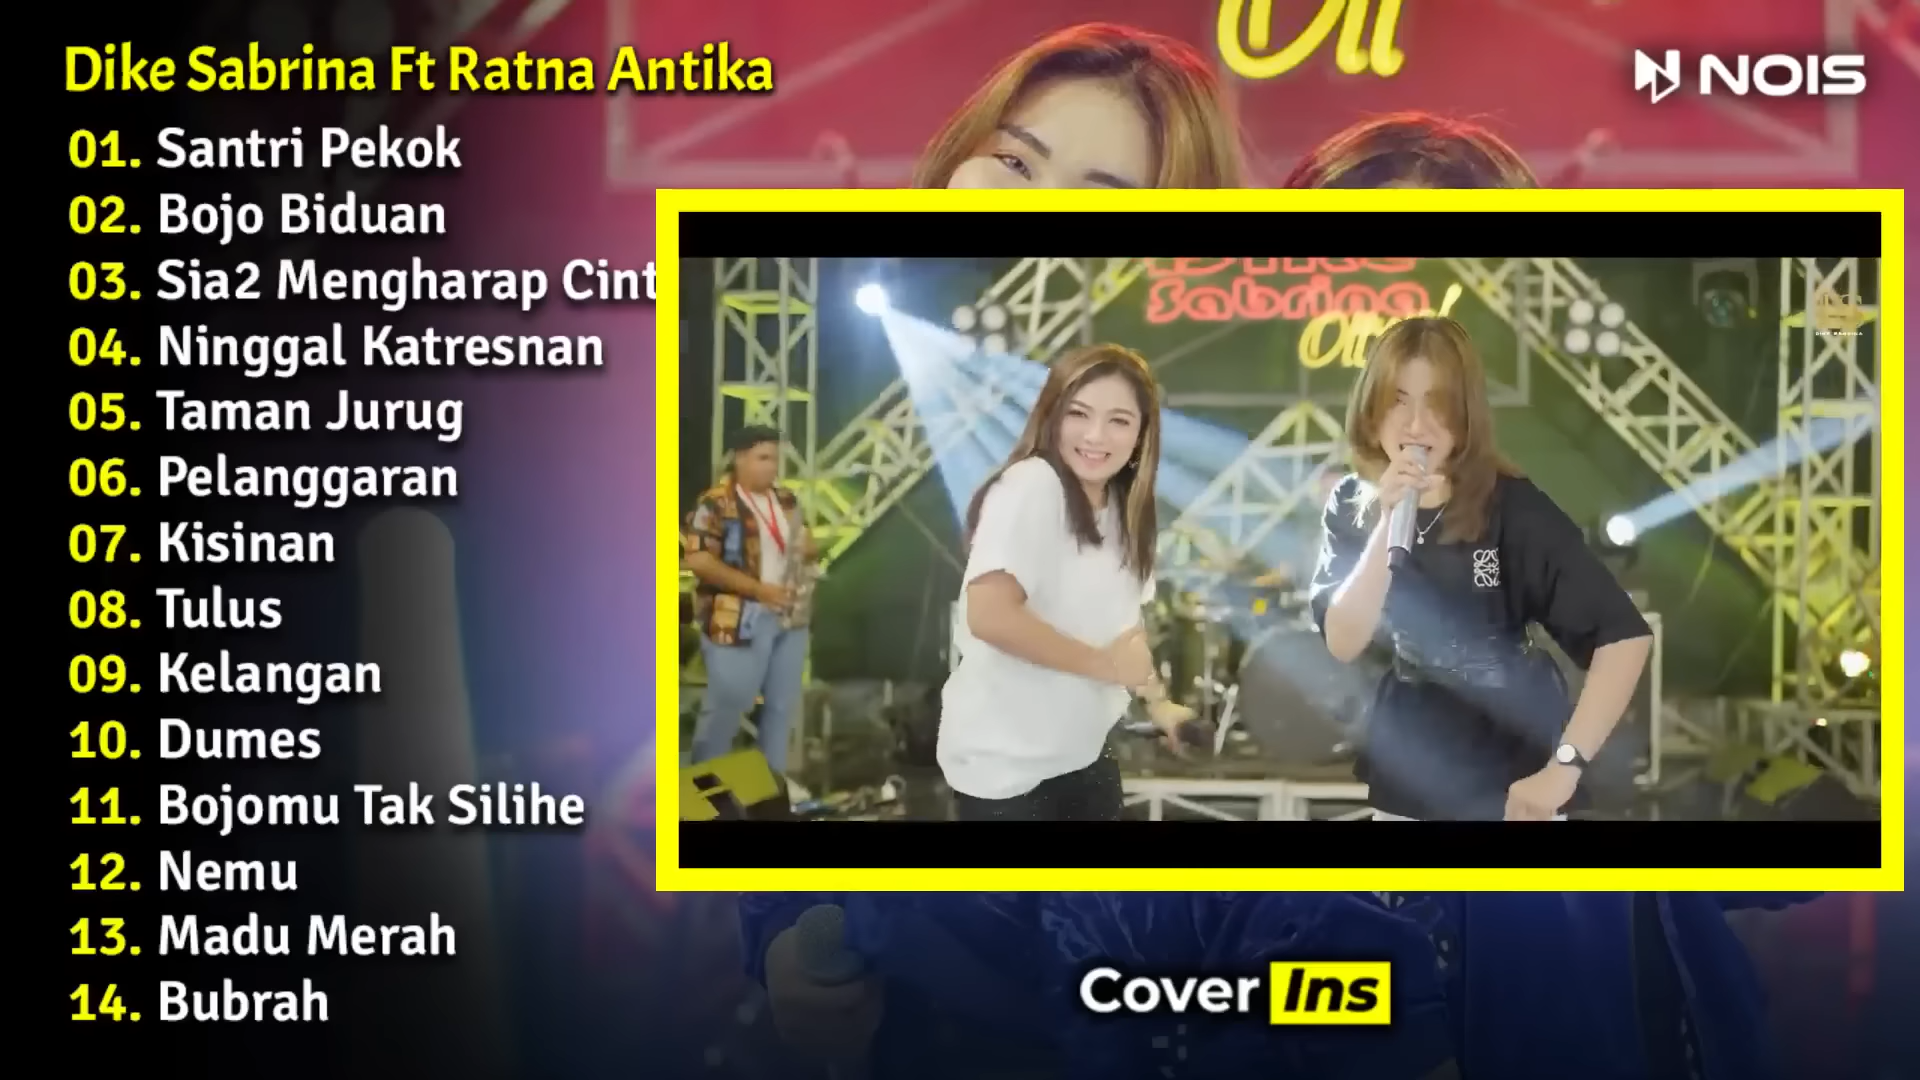 Dike Sabrina Ft Ratna Antika
01. Santri Pekok
02. Bojo Biduan
03. Sia2 Mengharap Cint
04. Ninggal Katresnan
05. Taman Jurug
06. Pelanggaran
07. Kisinan
08. Tulus
09. Kelangan
10. Dumes
11. Bojomu Tak Silihe
12. Nemu
13. Madu Merah
14. Bubrah
NOIS
Sabrina
Cover Ins